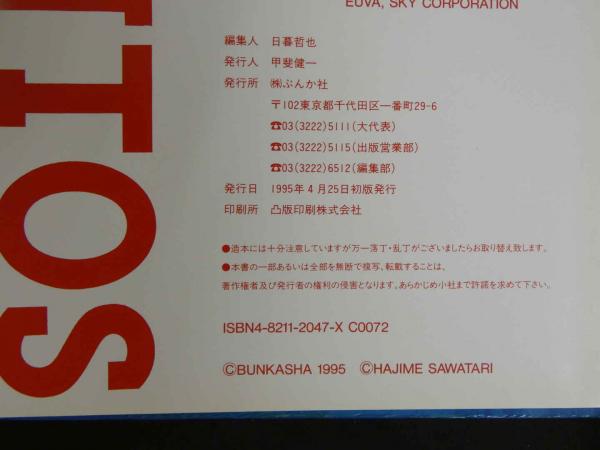 EUVA, SKY CORPORATION
編集人 日暮哲也
発行人 甲斐健一
発行所 ㈱ぶんか社
〒102東京都千代田区一番町29-6
☎03(3222)5111(大代表)
☎03(3222)5115(出版営業部)
☎03(3222)6512(編集部)
発行日 1995年4月25日初版発行
印刷所 凸版印刷株式会社
●造本には十分注意していますが万一落丁・乱丁がございましたらお取り替え致します。
●本書の一部あるいは全部を無断で複写、転載することは、
著作権者及び発行者の権利の侵害となります。あらかじめ小社まで許諾を求めて下さい。
ISBN4-8211-2047-X C0072
©BUNKASHA 1995 ©HAJIME SAWATARI
SOI